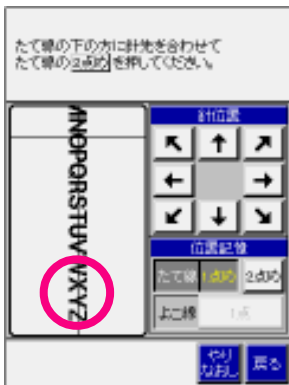 たて線の下の方に針先を合わせて
たて線の2点めを押してください。
MNOPQRSTUVWXYZ
針位置
位置記憶
たて線 1点め 2点め
よこ線 1点
やり
なおし
戻る